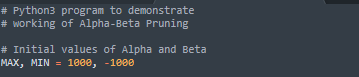 # Python3 program to demonstrate
# working of Alpha-Beta Pruning
# Initial values of Alpha and Beta
MAX, MIN = 1000, -1000